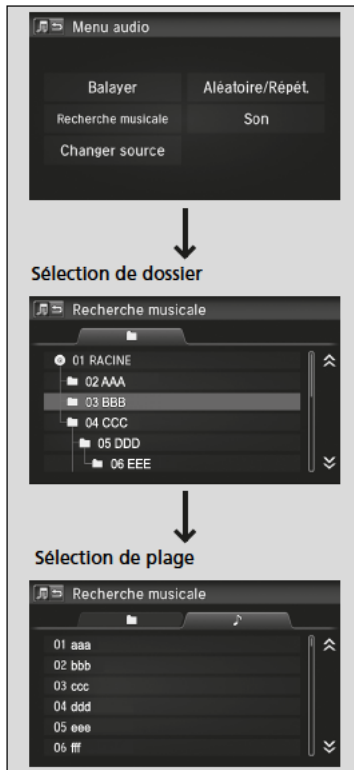 Menu audio
Balayer Aléatoire/Répét.
Recherche musicale Son
Changer source
Sélection de dossier
Recherche musicale
01 RACINE
02 AAA
03 BBB
04 CCC
05 DDD
06 EEE
Sélection de plage
Recherche musicale
01 aaa
02 bbb
03 ccc
04 ddd
05 eee
06 fff